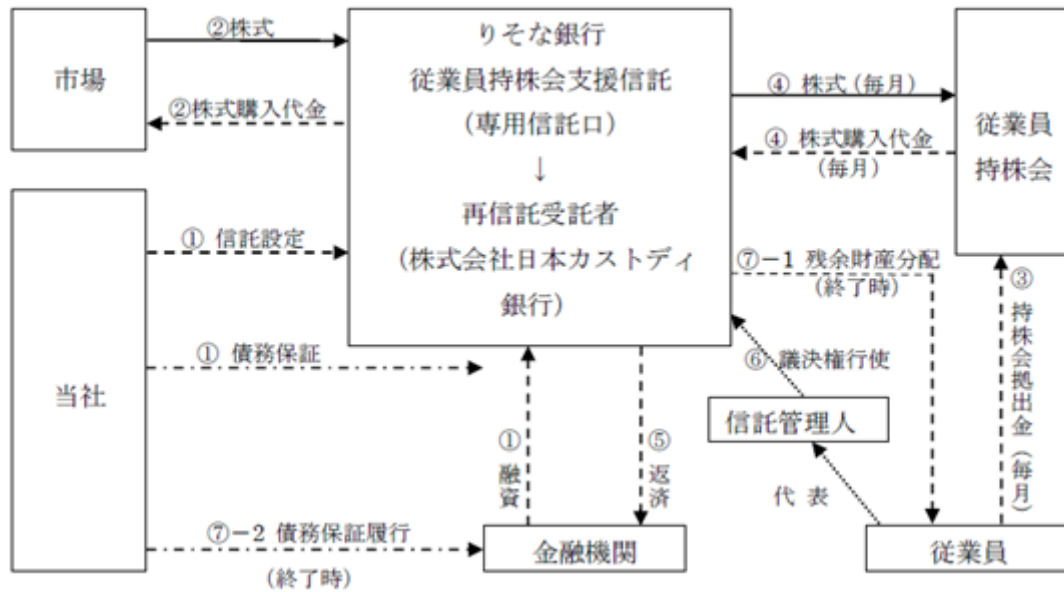 市場
②株式
②株式購入代金
りそな銀行
従業員持株会支援信託
（専用信託口）
↓
再信託受託者
（株式会社日本カストディ
銀行）
④ 株式（毎月）
④ 株式購入代金
（毎月）
従業員
持株会
当社
① 信託設定
① 債務保証
⑦－1 残余財産分配
（終了時）
③ 持株会拠出金（毎月）
⑥ 議決権行使
信託管理人
① 融資
⑤ 返済
代 表
⑦－2 債務保証履行
（終了時）
金融機関
従業員